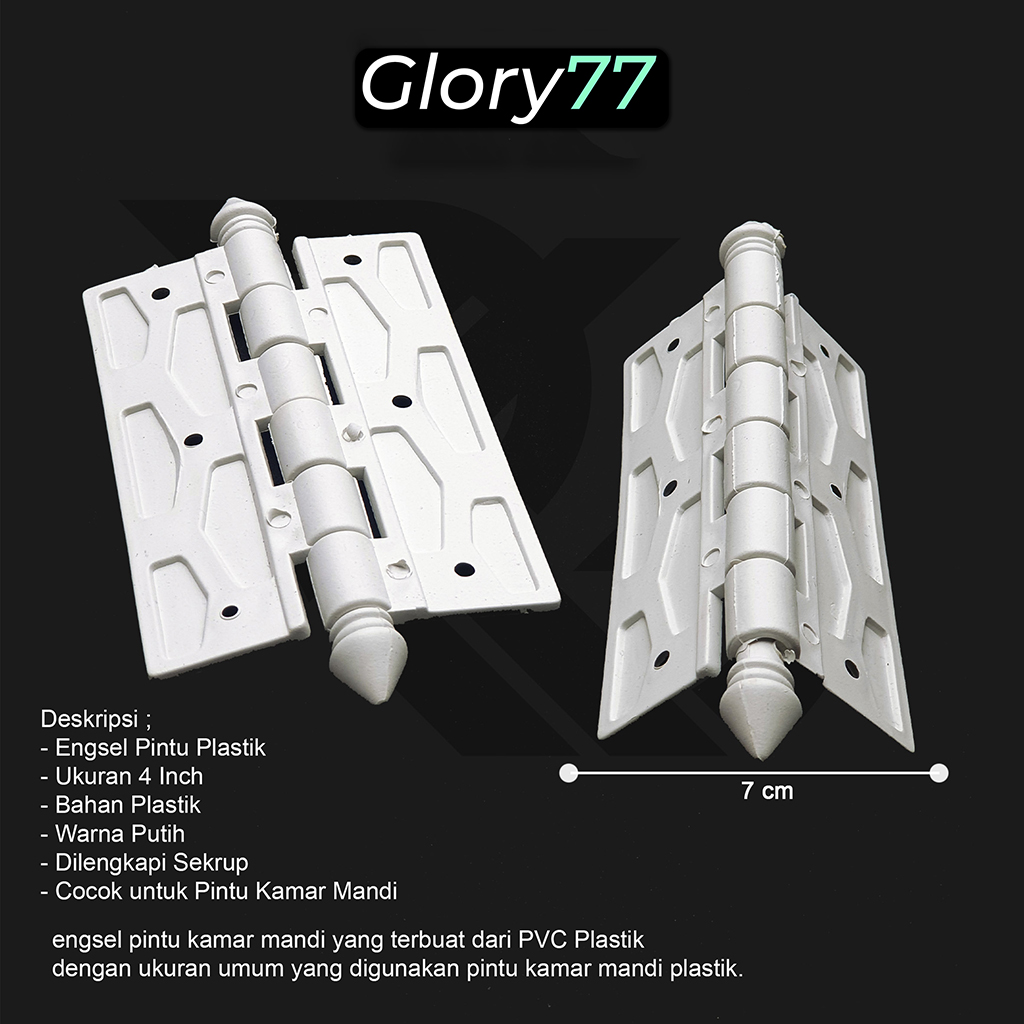 Glory77
7 cm
Deskripsi ;
- Engsel Pintu Plastik
- Ukuran 4 Inch
- Bahan Plastik
- Warna Putih
- Dilengkapi Sekrup
- Cocok untuk Pintu Kamar Mandi
engsel pintu kamar mandi yang terbuat dari PVC Plastik
dengan ukuran umum yang digunakan pintu kamar mandi plastik.